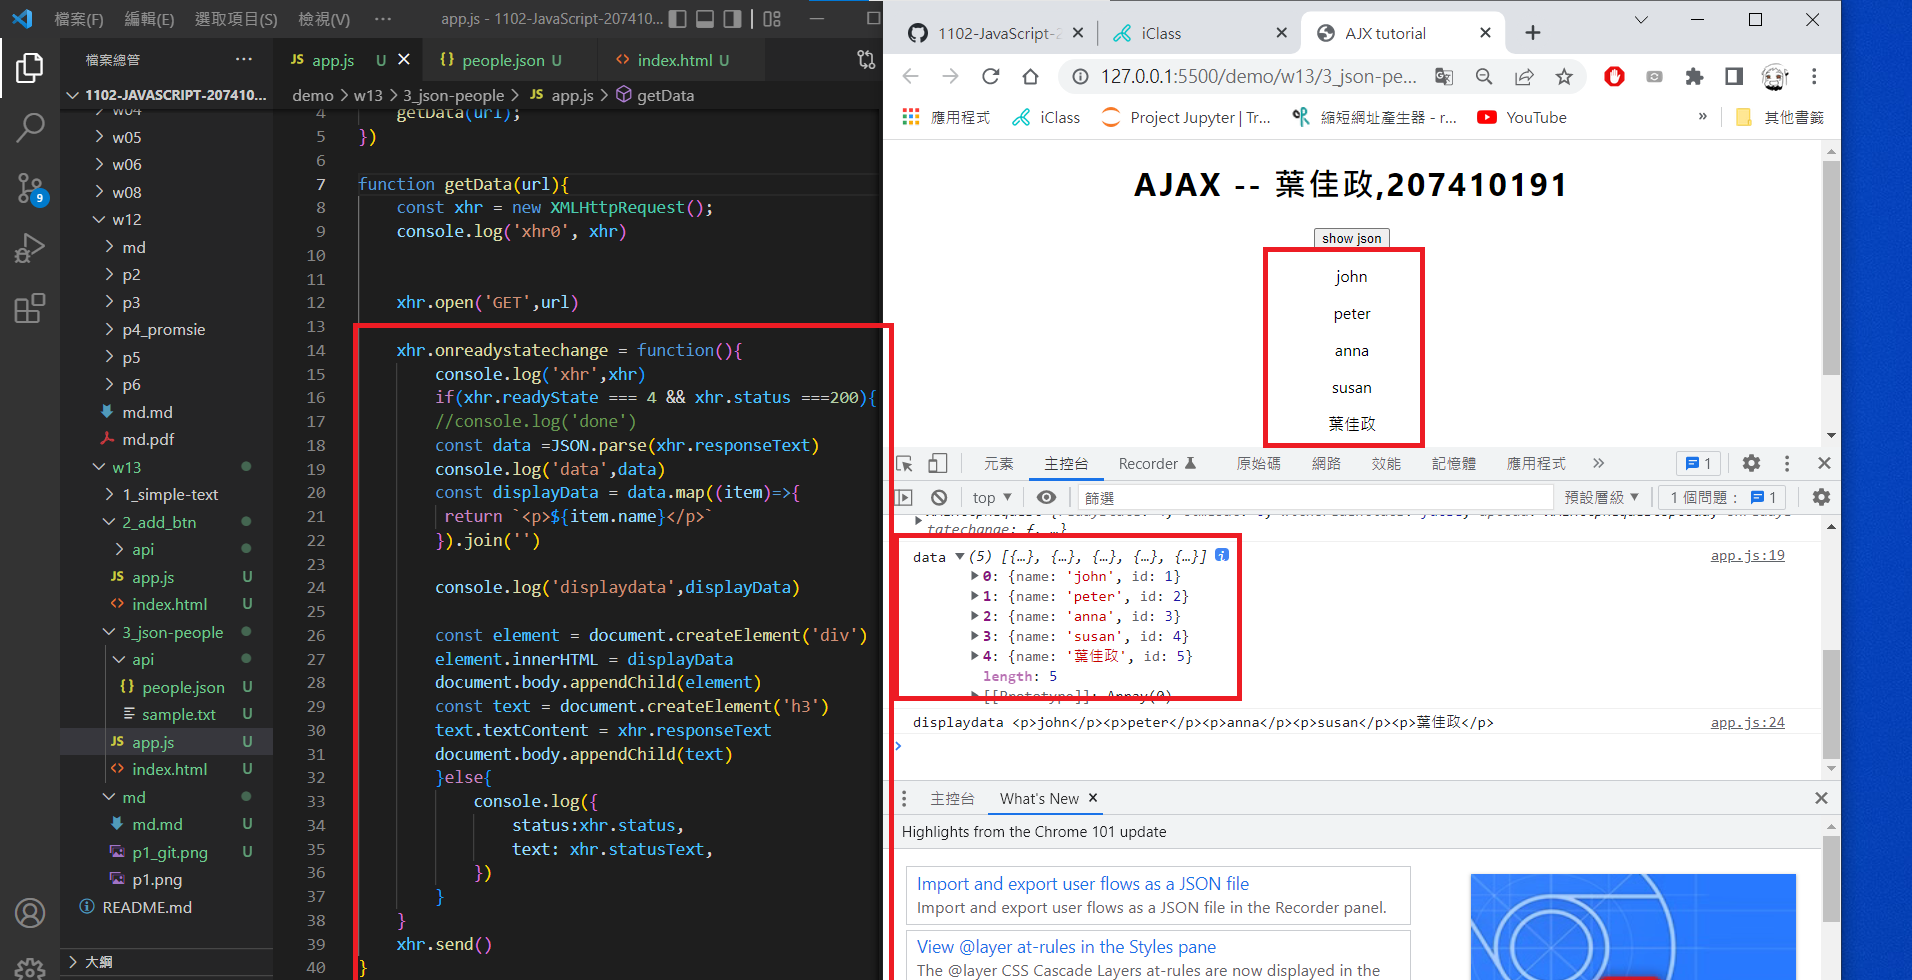 檔案(F) 編輯(E) 選取項目(S) 檢視(V) ··· app.js - 1102-JavaScript-207410...
檔案總管 ···
1102-JAVASCRIPT-207410...
w04
w05
w06
w08
w12
md
p2
p3
p4_promsie
p5
p6
md.md
md.pdf
w13
1_simple-text
2_add_btn
api
JS app.js U
<> index.html U
3_json-people
api
{} people.json U
sample.txt U
JS app.js U
<> index.html U
md
md.md U
p1_git.png U
p1.png
README.md
大綱
9
JS app.js U {} people.json U <> index.html U
demo > w13 > 3_json-people > JS app.js > getData
4 getData(url);
5 })
6
7 function getData(url){
8 const xhr = new XMLHttpRequest();
9 console.log('xhr0', xhr)
10
11
12 xhr.open('GET',url)
13
14 xhr.onreadystatechange = function(){
15 console.log('xhr',xhr)
16 if(xhr.readyState === 4 && xhr.status ===200){
17 //console.log('done')
18 const data =JSON.parse(xhr.responseText)
19 console.log('data',data)
20 const displayData = data.map((item)=>{
21 return `<p>${item.name}</p>`
22 }).join('')
23
24 console.log('displaydata',displayData)
25
26 const element = document.createElement('div')
27 element.innerHTML = displayData
28 document.body.appendChild(element)
29 const text = document.createElement('h3')
30 text.textContent = xhr.responseText
31 document.body.appendChild(text)
32 }else{
33 console.log({
34 status:xhr.status,
35 text: xhr.statusText,
36 })
37 }
38 }
39 xhr.send()
40 }
1102-JavaScript-2 iClass AJX tutorial
127.0.0.1:5500/demo/w13/3_json-pe...
應用程式 iClass Project Jupyter | Tr... 縮短網址產生器 - r... YouTube » 其他書籤
AJAX -- 葉佳政,207410191
show json
john
peter
anna
susan
葉佳政
元素 主控台 Recorder 原始碼 網路 效能 記憶體 應用程式 » 1
top ▼ 篩選 預設層級 ▼ 1 個問題： 1
tatechange: f, …}
data ▼(5) [{…}, {…}, {…}, {…}, {…}] app.js:19
0: {name: 'john', id: 1}
1: {name: 'peter', id: 2}
2: {name: 'anna', id: 3}
3: {name: 'susan', id: 4}
4: {name: '葉佳政', id: 5}
length: 5
[[Prototype]]: Array(0)
displaydata <p>john</p><p>peter</p><p>anna</p><p>susan</p><p>葉佳政</p> app.js:24
>
主控台 What's New
Highlights from the Chrome 101 update
Import and export user flows as a JSON file
Import and export user flows as a JSON file in the Recorder panel.
View @layer at-rules in the Styles pane
The @layer CSS Cascade Layers at-rules are now displayed in the